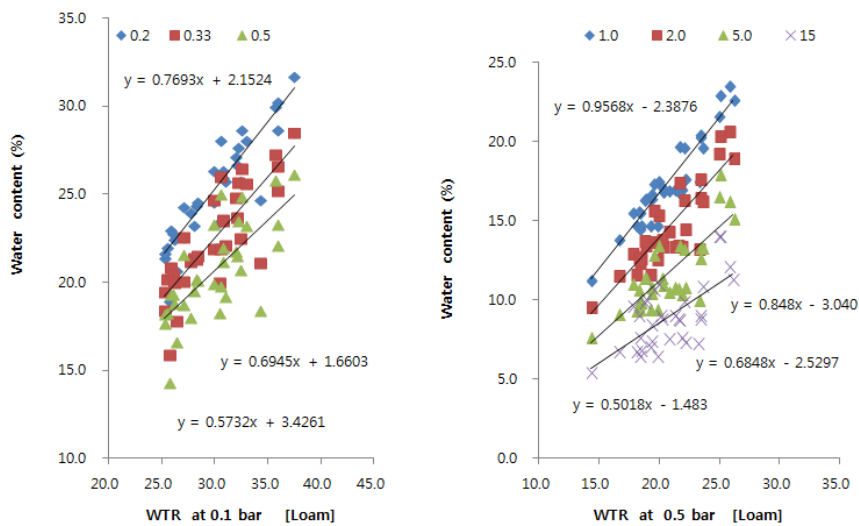 35.0
0.2 0.33 0.5
y = 0.7693x + 2.1524
30.0
25.0
20.0
y = 0.6945x + 1.6603
15.0
y = 0.5732x + 3.4261
10.0
20.0 25.0 30.0 35.0 40.0 45.0
Water content (%)
WTR at 0.1 bar [Loam]
25.0
1.0 2.0 5.0 15
y = 0.9568x - 2.3876
20.0
15.0
10.0
y = 0.848x - 3.040
y = 0.6848x - 2.5297
5.0
y = 0.5018x - 1.483
0.0
10.0 15.0 20.0 25.0 30.0
Water content (%)
WTR at 0.5 bar [Loam]